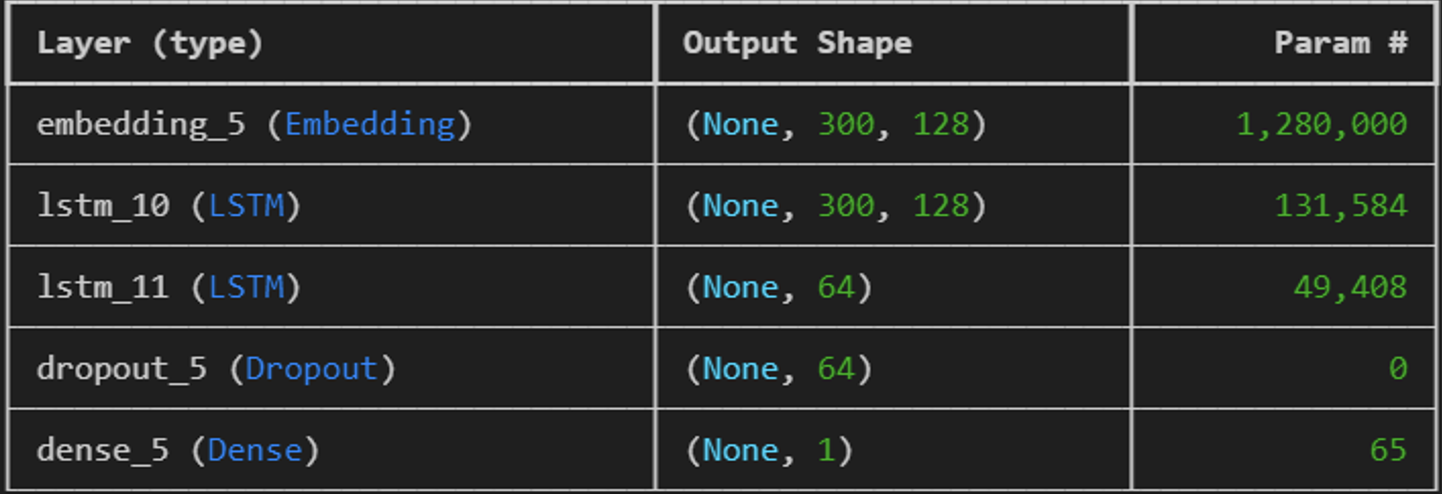 Layer (type) Output Shape Param #
embedding_5 (Embedding) (None, 300, 128) 1,280,000
lstm_10 (LSTM) (None, 300, 128) 131,584
lstm_11 (LSTM) (None, 64) 49,408
dropout_5 (Dropout) (None, 64) 0
dense_5 (Dense) (None, 1) 65